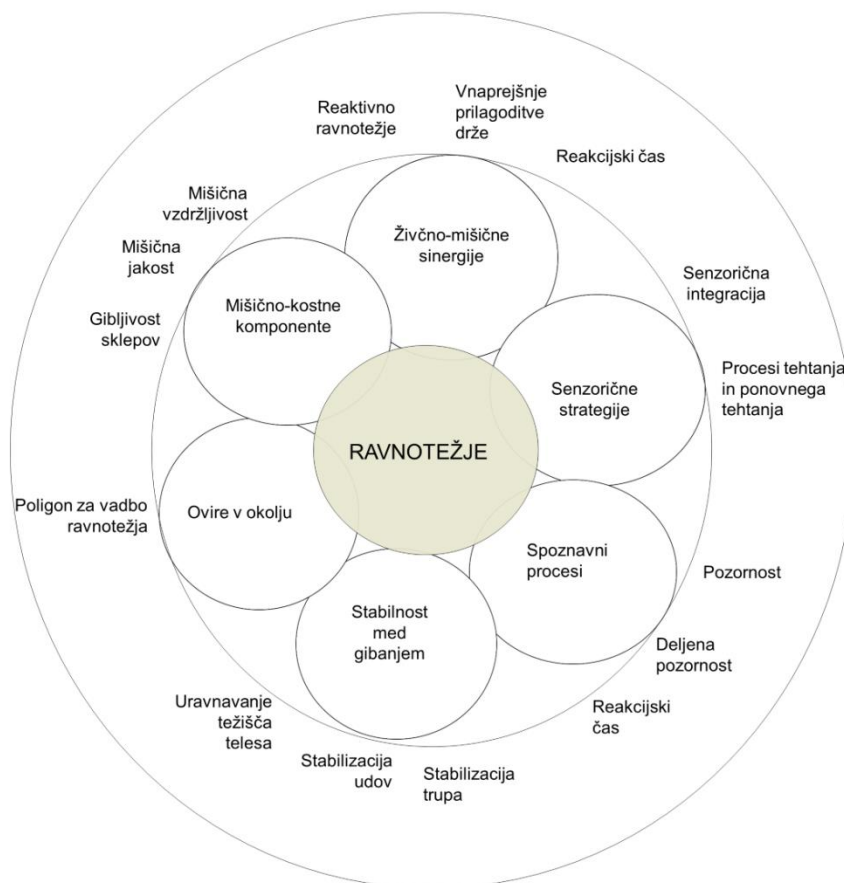 Vnaprejšnje
prilagoditve
drže
Reaktivno
ravnotežje
Reakcijski čas
Mišična
vzdržljivost
Mišična
jakost
Gibljivost
sklepov
Živčno-mišične
sinergije
Senzorična
integracija
Mišično-kostne
komponente
Procesi tehtanja
in ponovnega
tehtanja
Senzorične
strategije
RAVNOTEŽJE
Poligon za vadbo
ravnotežja
Ovire v okolju
Spoznavni
procesi
Pozornost
Stabilnost
med
gibanjem
Deljena
pozornost
Uravnavanje
težišča
telesa
Reakcijski
čas
Stabilizacija
udov
Stabilizacija
trupa